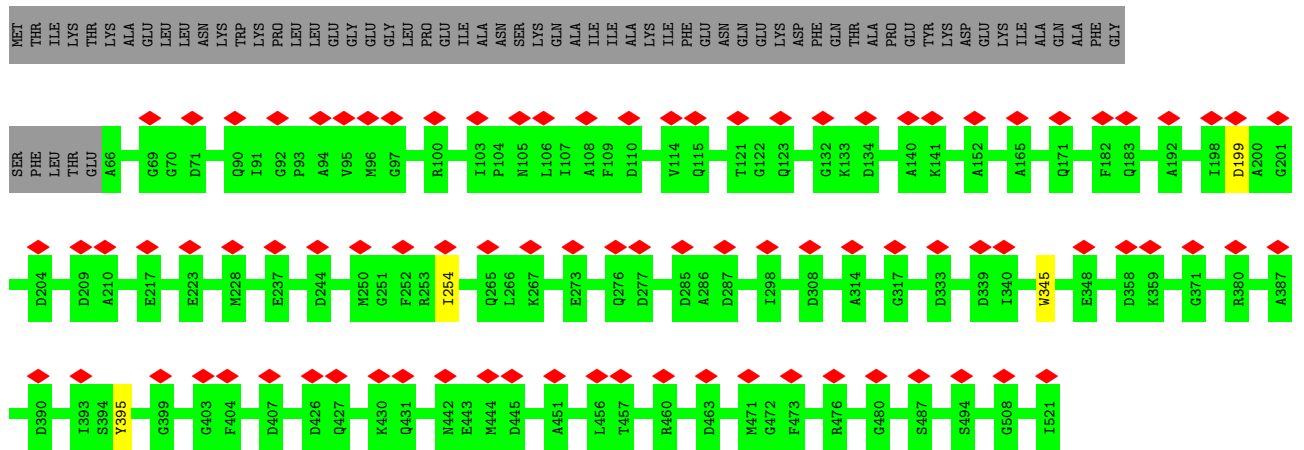 MET THR ILE LYS THR LYS ALA GLU LEU LEU ASN LYS TRP LYS PRO LEU LEU GLU GLY GLU GLY LEU PRO GLU ILE ALA ASN SER LYS GLN ALA ILE ILE ALA LYS ILE PHE GLU ASN GLN GLU LYS ASP PHE GLN THR ALA PRO GLU TYR LYS ASP GLU LYS ILE ALA GLN ALA PHE GLY
SER PHE LEU THR GLU A66 G69 G70 D71 Q90 I91 G92 P93 A94 V95 M96 G97 R100 I103 P104 N105 L106 I107 A108 F109 D110 V114 Q115 T121 G122 Q123 G132 K133 D134 A140 K141 A152 A165 Q171 F182 Q183 A192 I198 D199 A200 G201
D204 D209 A210 E217 E223 M228 E237 D244 M250 G251 F252 R253 I254 Q265 L266 K267 E273 Q276 D277 D285 A286 D287 I298 D308 A314 G317 D333 D339 I340 W345 E348 D358 K359 G371 R380 A387
D390 I393 S394 Y395 G399 G403 F404 D407 D426 Q427 K430 Q431 N442 E443 M444 D445 A451 L456 T457 R460 D463 M471 G472 F473 R476 G480 S487 S494 G508 I521